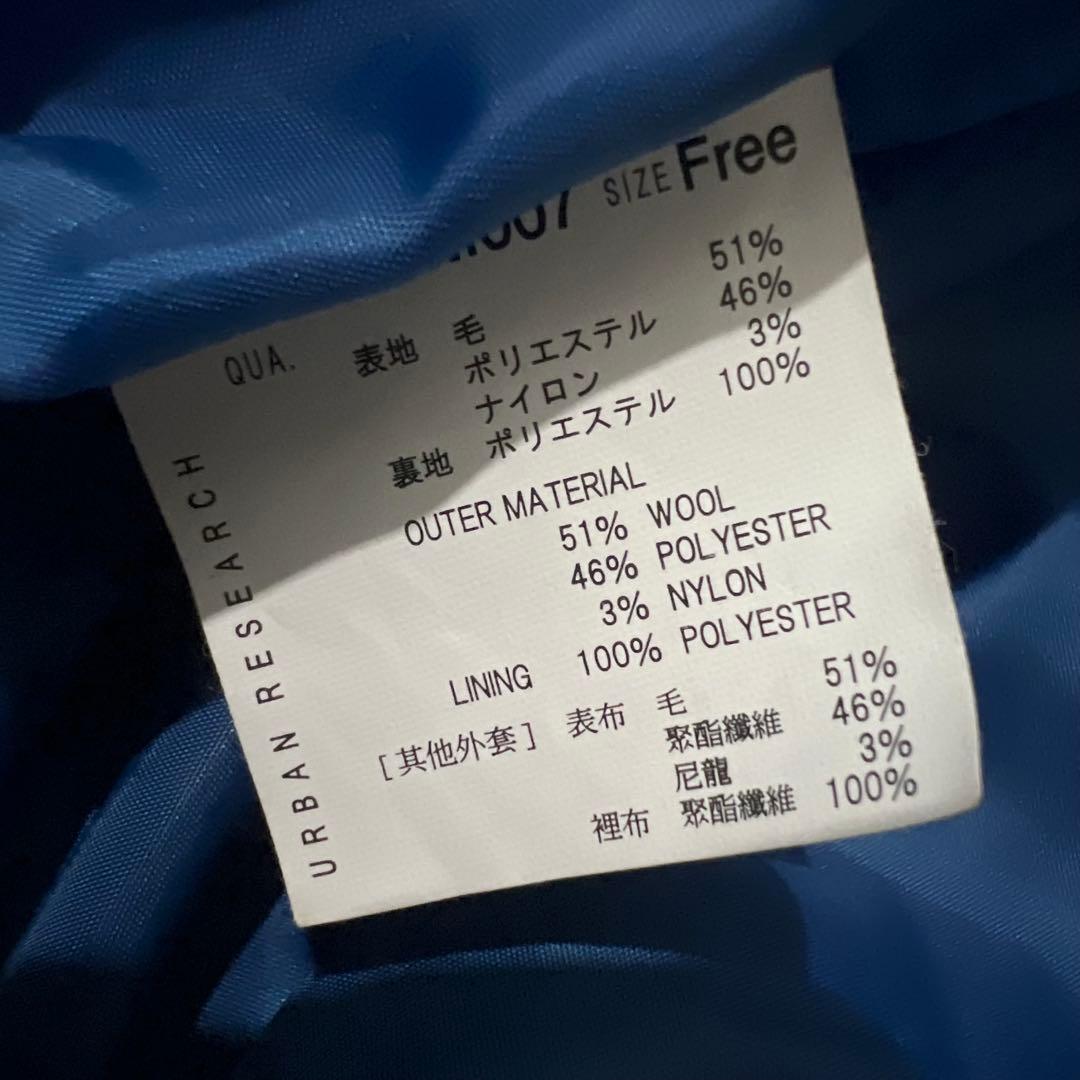 SIZE Free
QUA. 表地 毛 51%
ポリエステル 46%
ナイロン 3%
裏地 ポリエステル 100%
OUTER MATERIAL
51% WOOL
46% POLYESTER
3% NYLON
LINING 100% POLYESTER
[其他外套] 表布 毛 51%
聚酯纖維 46%
尼龍 3%
裡布 聚酯纖維 100%
URBAN RESEARCH